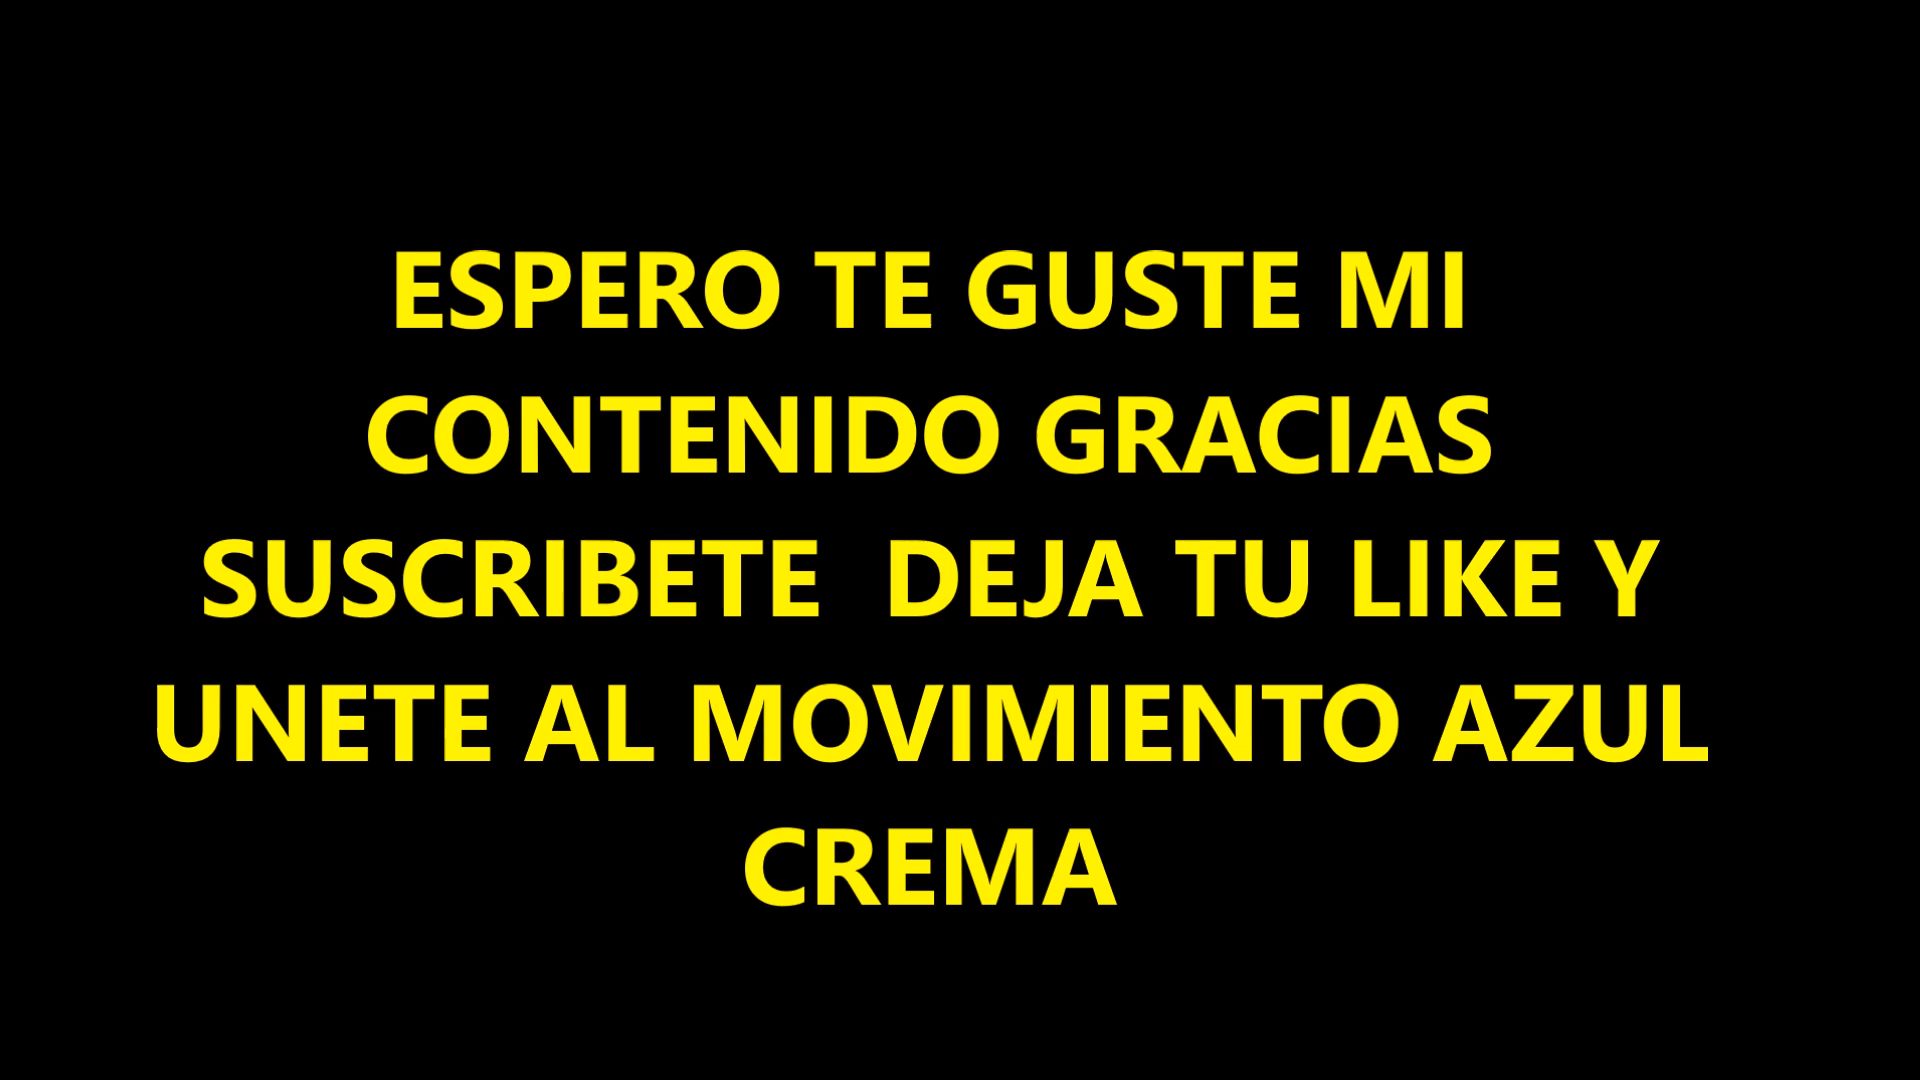 ESPERO TE GUSTE MI
CONTENIDO GRACIAS
SUSCRIBETE  DEJA TU LIKE Y
UNETE AL MOVIMIENTO AZUL
CREMA